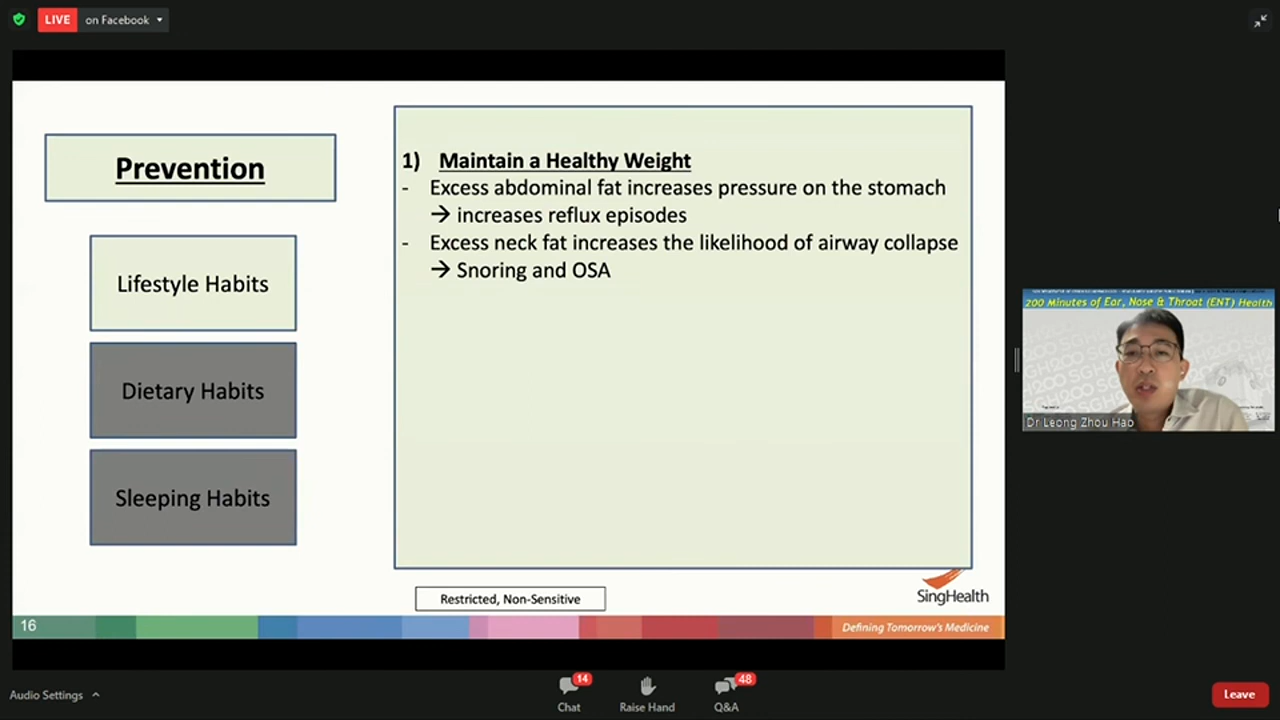 LIVE on Facebook
Prevention
Lifestyle Habits
Dietary Habits
Sleeping Habits
1) Maintain a Healthy Weight
- Excess abdominal fat increases pressure on the stomach
→ increases reflux episodes
- Excess neck fat increases the likelihood of airway collapse
→ Snoring and OSA
Restricted, Non-Sensitive
SingHealth
16
Defining Tomorrow's Medicine
200 Minutes of Ear, Nose & Throat (ENT) Health
SGH200
Dr Leong Zhou Hao
Audio Settings
14
Chat
Raise Hand
48
Q&A
Leave